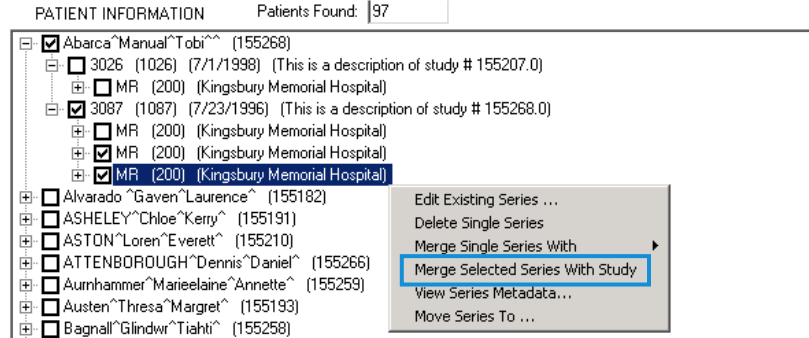 PATIENT INFORMATION Patients Found: 97
Abarca^Manual^Tobi^^ (155268)
3026 (1026) (7/1/1998) (This is a description of study # 155207.0)
MR (200) (Kingsbury Memorial Hospital)
3087 (1087) (7/23/1996) (This is a description of study # 155268.0)
MR (200) (Kingsbury Memorial Hospital)
MR (200) (Kingsbury Memorial Hospital)
MR (200) (Kingsbury Memorial Hospital)
Alvarado ^Gaven^Laurence^ (155182)
ASHELEY^Chloe^Kerry^ (155191)
ASTON^Loren^Everett^ (155210)
ATTENBOROUGH^Dennis^Daniel^ (155266)
Aurnhammer^Marieelaine^Annette^ (155259)
Austen^Thresa^Margret^ (155193)
Bagnall^Glindwr^Tiahti^ (155258)
Edit Existing Series ...
Delete Single Series
Merge Single Series With
Merge Selected Series With Study
View Series Metadata...
Move Series To ...